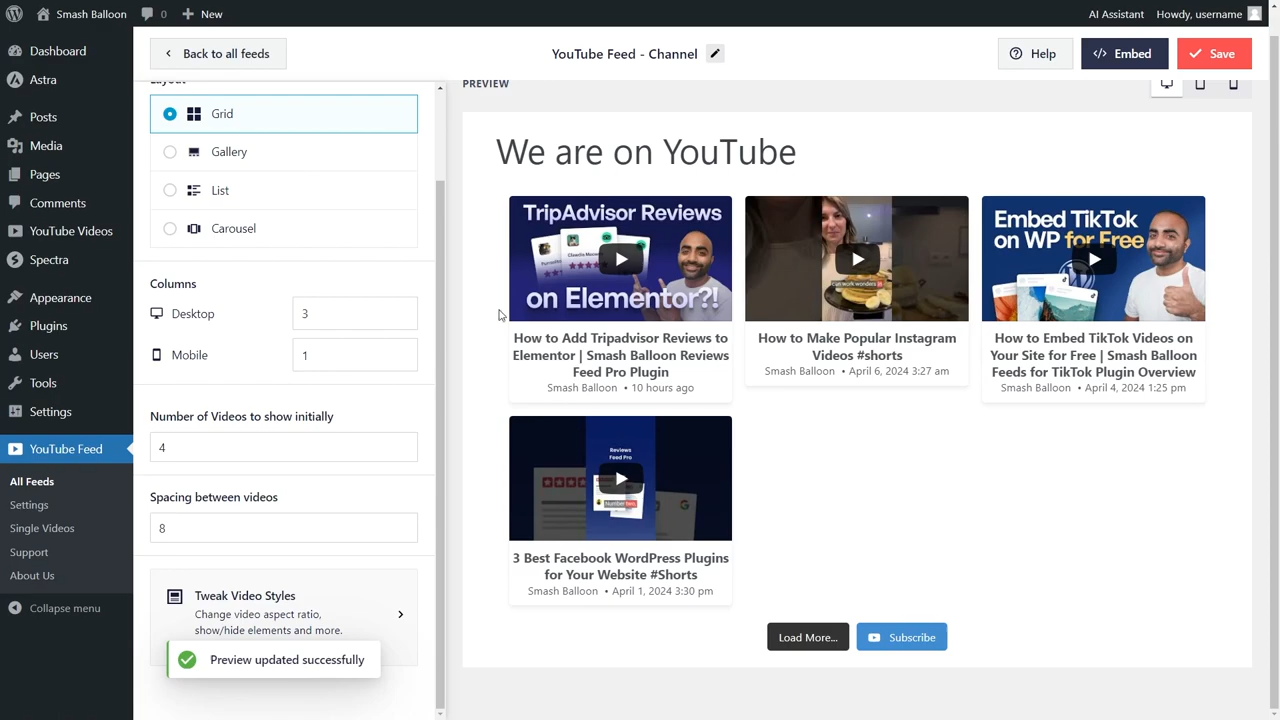 Smash Balloon
0
New
AI Assistant
Howdy, username
Dashboard
Astra
Posts
Media
Pages
Comments
YouTube Videos
Spectra
Appearance
Plugins
Users
Tools
Settings
YouTube Feed
All Feeds
Settings
Single Videos
Support
About Us
Collapse menu
Back to all feeds
YouTube Feed - Channel
Help
Embed
Save
Layout
Grid
Gallery
List
Carousel
Columns
Desktop
3
Mobile
1
Number of Videos to show initially
4
Spacing between videos
8
Tweak Video Styles
Change video aspect ratio,
show/hide elements and more.
Preview updated successfully
PREVIEW
We are on YouTube
TripAdvisor Reviews
on Elementor?!
How to Add Tripadvisor Reviews to
Elementor | Smash Balloon Reviews
Feed Pro Plugin
Smash Balloon • 10 hours ago
can work wonders in
How to Make Popular Instagram
Videos #shorts
Smash Balloon • April 6, 2024 3:27 am
Embed TikTok
on WP for Free
How to Embed TikTok Videos on
Your Site for Free | Smash Balloon
Feeds for TikTok Plugin Overview
Smash Balloon • April 4, 2024 1:25 pm
Reviews
Feed Pro
Number two,
3 Best Facebook WordPress Plugins
for Your Website #Shorts
Smash Balloon • April 1, 2024 3:30 pm
Load More...
Subscribe